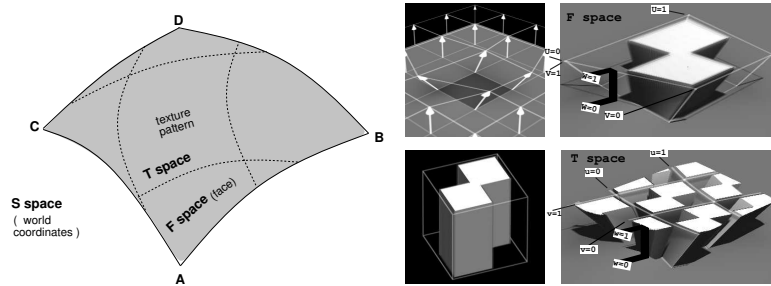 D
C
B
A
texture
pattern
T space
F space (face)
S space
( world
coordinates )
F space
U=1
U=0
V=1
W=1
W=0
V=0
T space
u=1
u=0
v=1
v=0
w=1
w=0